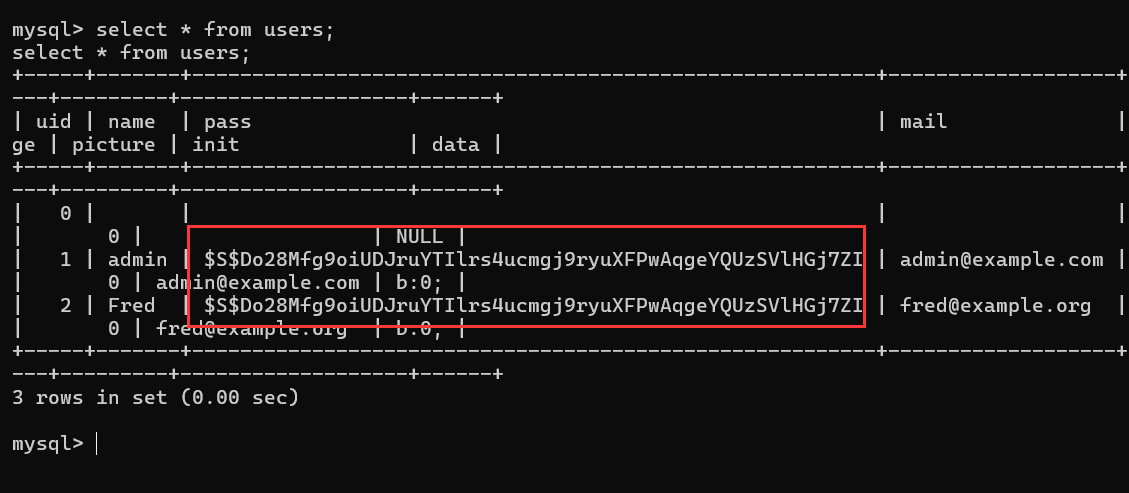 mysql> select * from users;
select * from users;
+-----+-------+---------------------------------------------------------+-------------------+
---+---------+-------------------+------+
| uid | name  | pass                                                    | mail              |
ge | picture | init              | data |
+-----+-------+---------------------------------------------------------+-------------------+
---+---------+-------------------+------+
|   0 |       |                                                         |                   |
|       0 |                   | NULL |
|   1 | admin | $S$Do28Mfg9oiUDJruYTIlrs4ucmgj9ryuXFPwAqgeYQUzSVlHGj7ZI | admin@example.com |
|       0 | admin@example.com | b:0; |
|   2 | Fred  | $S$Do28Mfg9oiUDJruYTIlrs4ucmgj9ryuXFPwAqgeYQUzSVlHGj7ZI | fred@example.org  |
|       0 | fred@example.org  | b:0; |
+-----+-------+---------------------------------------------------------+-------------------+
---+---------+-------------------+------+
3 rows in set (0.00 sec)
mysql>